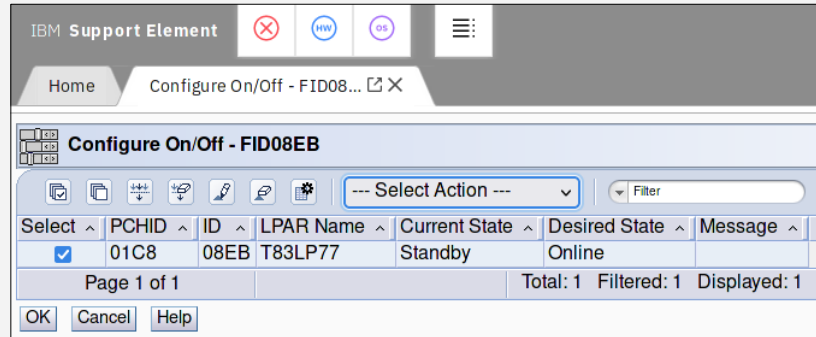 IBM Support Element HW OS
Home Configure On/Off - FID08...
Configure On/Off - FID08EB
--- Select Action --- Filter
Select PCHID ID LPAR Name Current State Desired State Message
01C8 08EB T83LP77 Standby Online
Page 1 of 1 Total: 1 Filtered: 1 Displayed: 1
OK Cancel Help